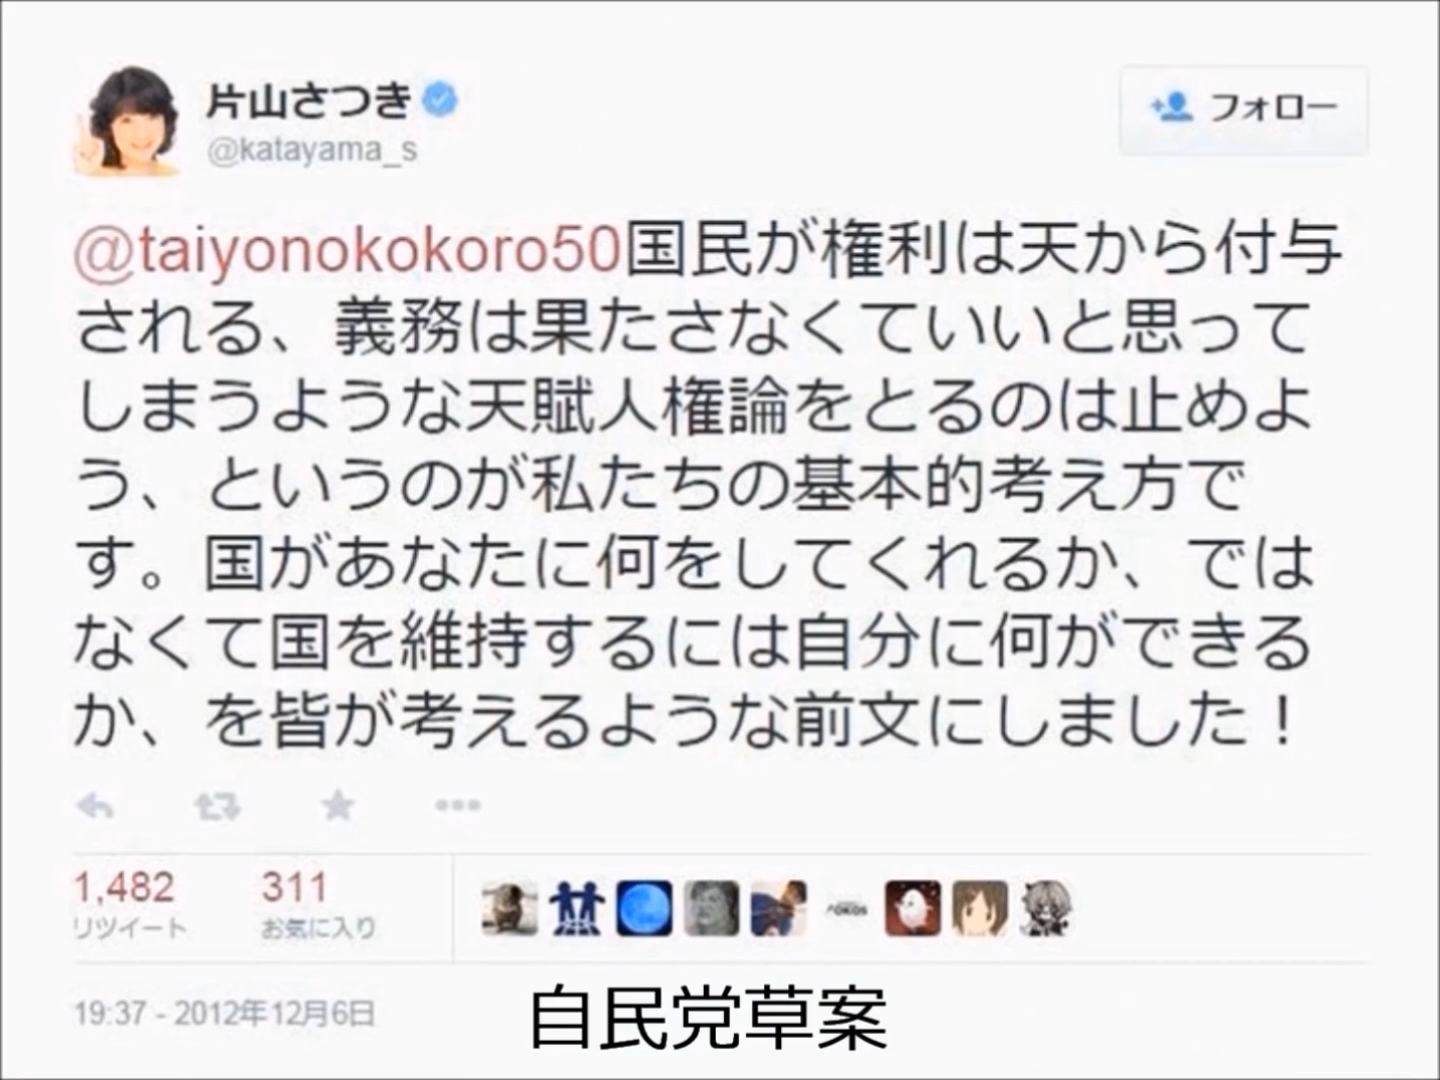 片山さつき
@katayama_s
フォロー
@taiyonokokoro50国民が権利は天から付与
される、義務は果たさなくていいと思って
しまうような天賦人権論をとるのは止めよ
う、というのが私たちの基本的考え方で
す。国があなたに何をしてくれるか、では
なくて国を維持するには自分に何ができる
か、を皆が考えるような前文にしました！
1,482 311
リツイート お気に入り
19:37 - 2012年12月6日
自民党草案